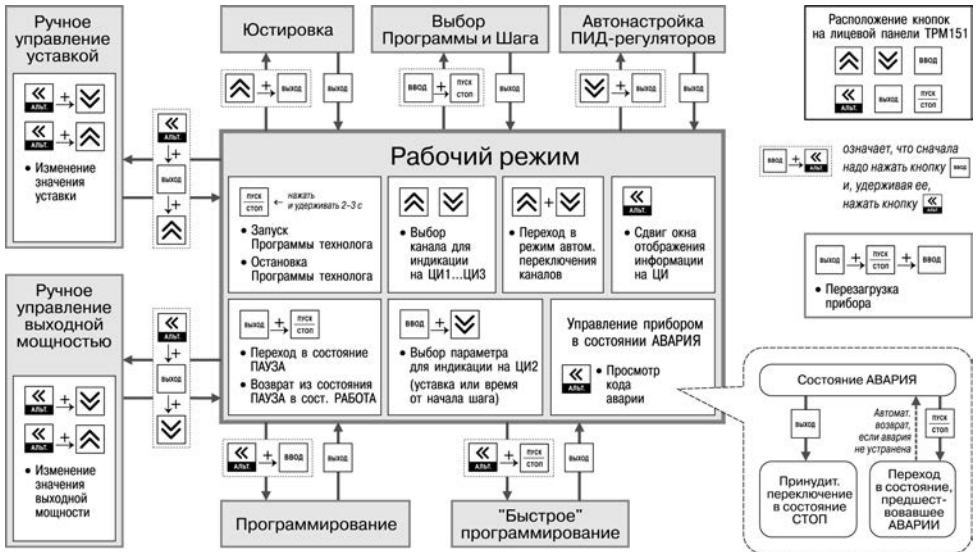 Ручное
управление
уставкой
АЛЬТ.
АЛЬТ.
• Изменение
значения
уставки
АЛЬТ.
ВЫХОД
Юстировка
ВЫХОД
ВЫХОД
Выбор
Программы и Шага
ВВОД
ПУСК
СТОП
ВЫХОД
Автонастройка
ПИД-регуляторов
ВЫХОД
ВЫХОД
Расположение кнопок
на лицевой панели ТРМ151
ВВОД
АЛЬТ.
ВЫХОД
ПУСК
СТОП
ВВОД
АЛЬТ.
означает, что сначала
надо нажать кнопку ВВОД
и, удерживая ее,
нажать кнопку АЛЬТ.
ВЫХОД
ПУСК
СТОП
ВВОД
• Перезагрузка
прибора
Рабочий режим
ПУСК
СТОП
нажать
и удерживать 2–3 с
• Запуск
Программы технолога
• Остановка
Программы технолога
• Выбор
канала для
индикации
на ЦИ1...ЦИ3
• Переход в
режим автом.
переключения
каналов
АЛЬТ.
• Сдвиг окна
отображения
информации
на ЦИ
ВЫХОД
ПУСК
СТОП
• Переход в состояние
ПАУЗА
• Возврат из состояния
ПАУЗА в сост. РАБОТА
ВВОД
• Выбор параметра
для индикации на ЦИ2
(уставка или время
от начала шага)
Управление прибором
в состоянии АВАРИЯ
АЛЬТ.
• Просмотр
кода
аварии
Ручное
управление
выходной
мощностью
АЛЬТ.
АЛЬТ.
• Изменение
значения
выходной
мощности
АЛЬТ.
ВЫХОД
АЛЬТ.
ВВОД
ВЫХОД
Программирование
АЛЬТ.
ПУСК
СТОП
ВЫХОД
"Быстрое"
программирование
Состояние АВАРИЯ
ВЫХОД
Автомат.
возврат,
если авария
не устранена
ПУСК
СТОП
Принудит.
переключение
в состояние
СТОП
Переход
в состояние,
предшест-
вовавшее
АВАРИИ